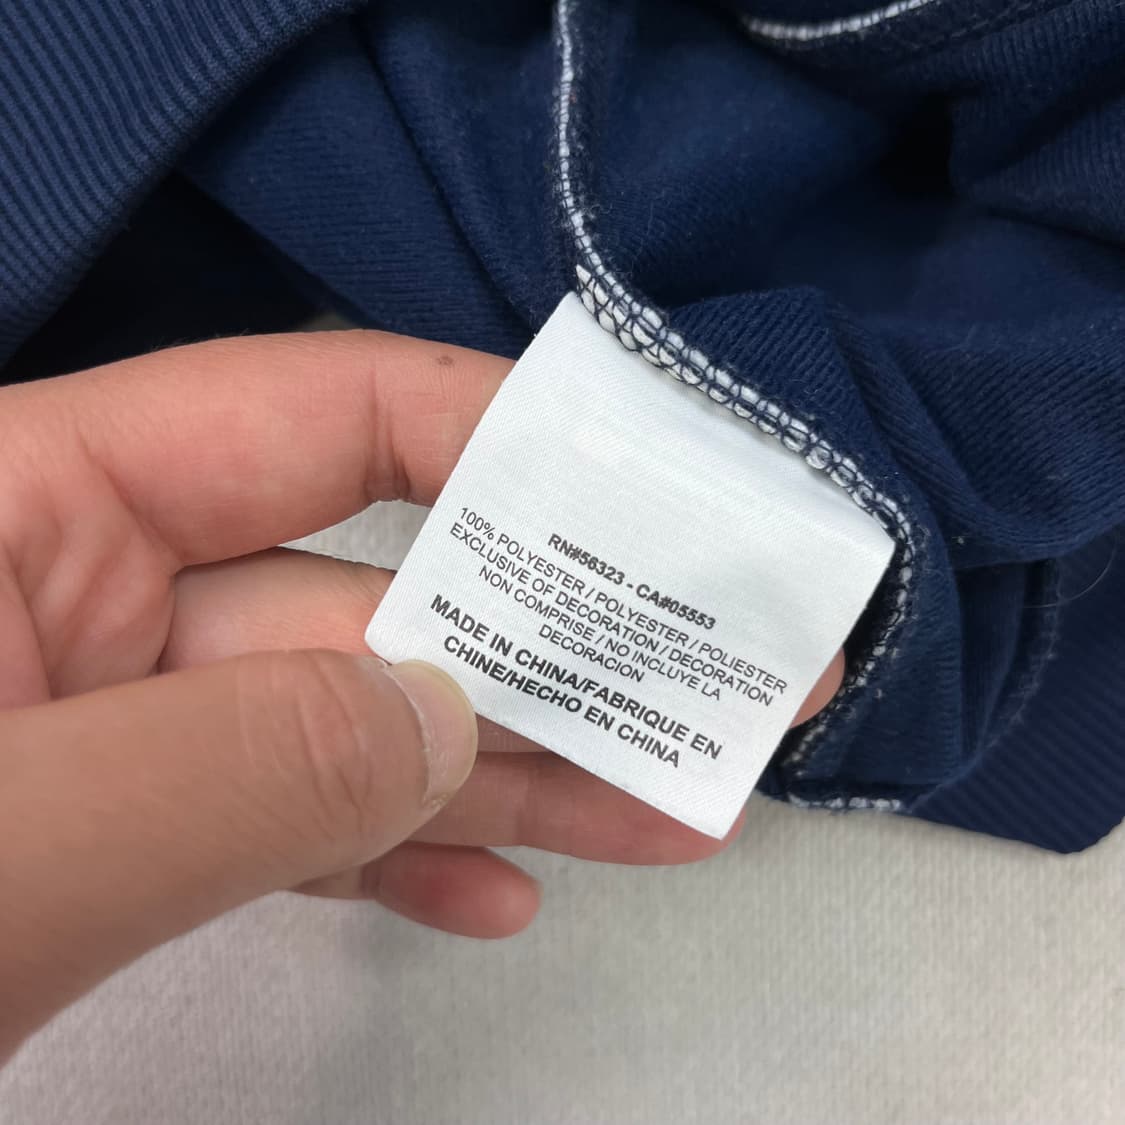 RN#56323 - CA#05553
100% POLYESTER / POLYESTER / POLIESTER
EXCLUSIVE OF DECORATION / DECORATION
NON COMPRISE / NO INCLUYE LA
DECORACION
MADE IN CHINA/FABRIQUE EN
CHINE/HECHO EN CHINA